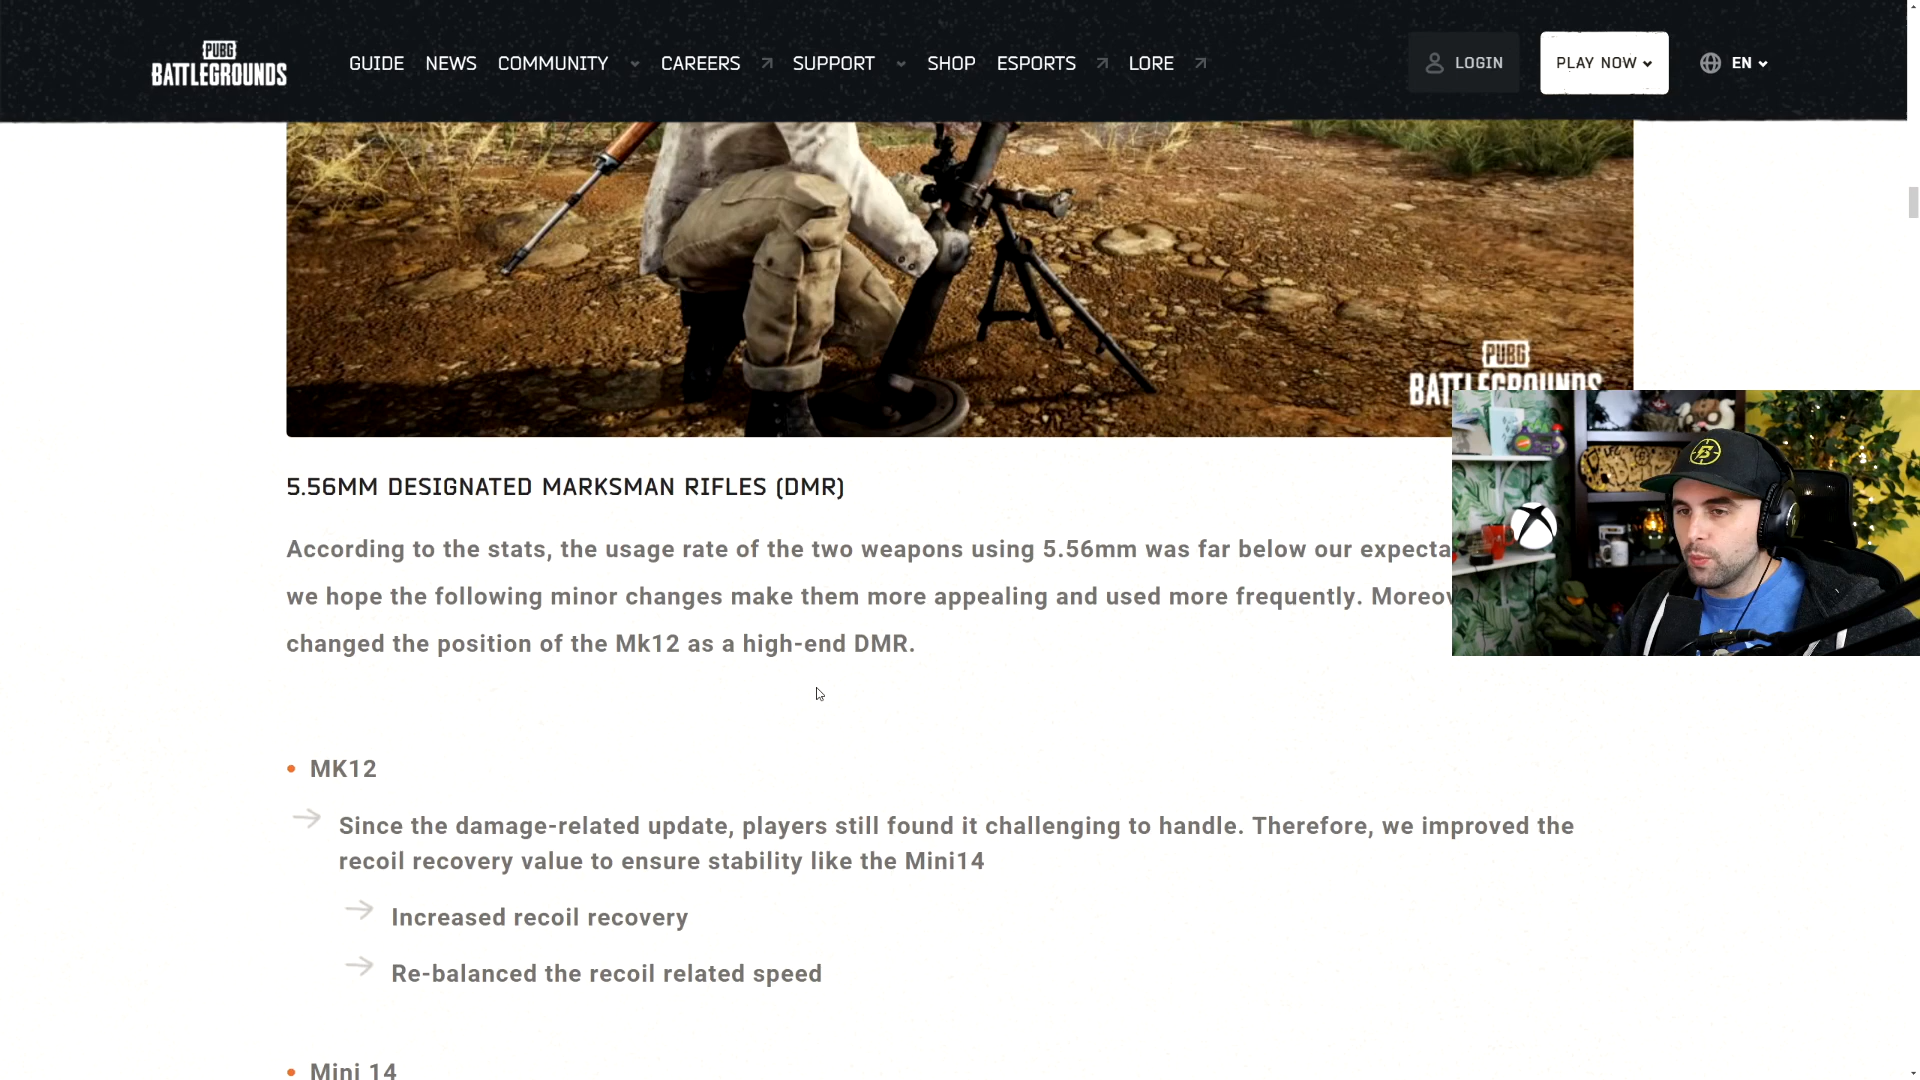 PUBG
BATTLEGROUNDS
GUIDE NEWS COMMUNITY CAREERS SUPPORT SHOP ESPORTS LORE
LOGIN
PLAY NOW
EN
PUBG
BATTLEGROUNDS
5.56MM DESIGNATED MARKSMAN RIFLES (DMR)
According to the stats, the usage rate of the two weapons using 5.56mm was far below our expecta
we hope the following minor changes make them more appealing and used more frequently. Moreov
changed the position of the Mk12 as a high-end DMR.
• MK12
Since the damage-related update, players still found it challenging to handle. Therefore, we improved the
recoil recovery value to ensure stability like the Mini14
Increased recoil recovery
Re-balanced the recoil related speed
• Mini 14